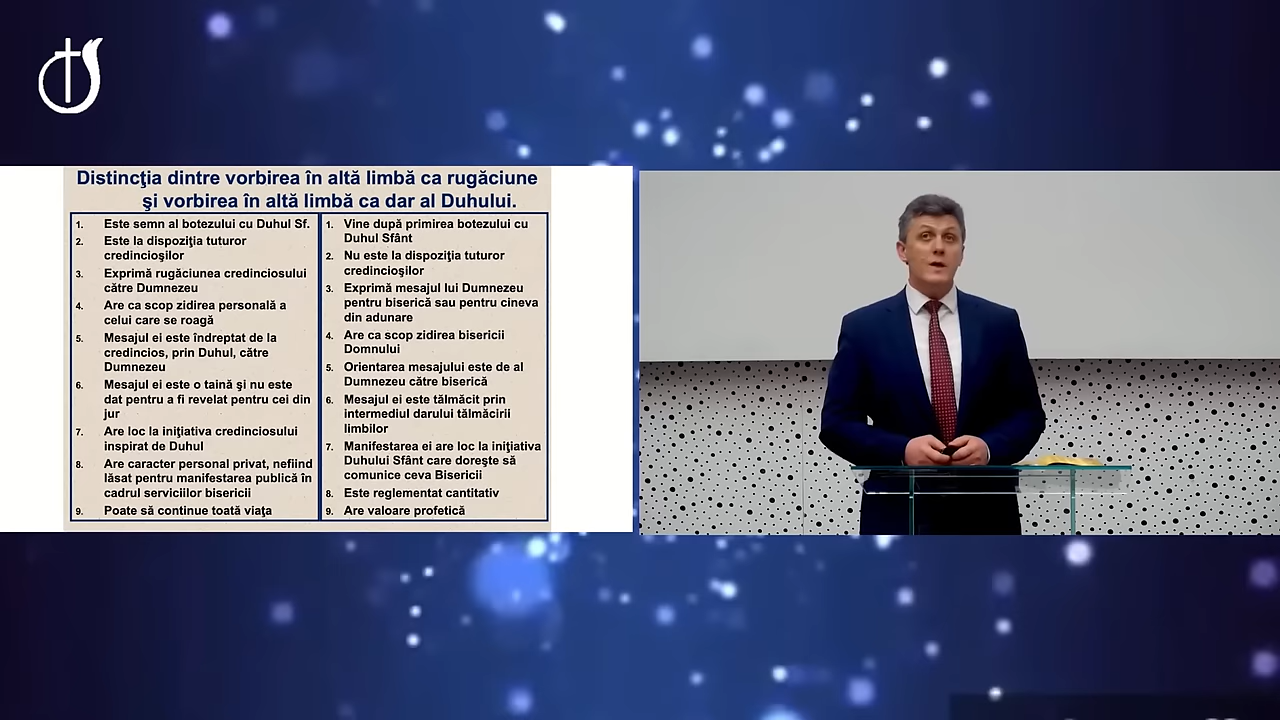 Distincţia dintre vorbirea în altă limbă ca rugăciune
şi vorbirea în altă limbă ca dar al Duhului.
1. Este semn al botezului cu Duhul Sf.
2. Este la dispoziţia tuturor
credincioşilor
3. Exprimă rugăciunea credinciosului
către Dumnezeu
4. Are ca scop zidirea personală a
celui care se roagă
5. Mesajul ei este îndreptat de la
credincios, prin Duhul, către
Dumnezeu
6. Mesajul ei este o taină şi nu este
dat pentru a fi revelat pentru cei din
jur
7. Are loc la iniţiativa credinciosului
inspirat de Duhul
8. Are caracter personal privat, nefiind
lăsat pentru manifestarea publică în
cadrul serviciilor bisericii
9. Poate să continue toată viaţa
1. Vine după primirea botezului cu
Duhul Sfânt
2. Nu este la dispoziţia tuturor
credincioşilor
3. Exprimă mesajul lui Dumnezeu
pentru biserică sau pentru cineva
din adunare
4. Are ca scop zidirea bisericii
Domnului
5. Orientarea mesajului este de al
Dumnezeu către biserică
6. Mesajul ei este tălmăcit prin
intermediul darului tălmăcirii
limbilor
7. Manifestarea ei are loc la iniţiativa
Duhului Sfânt care doreşte să
comunice ceva Bisericii
8. Este reglementat cantitativ
9. Are valoare profetică